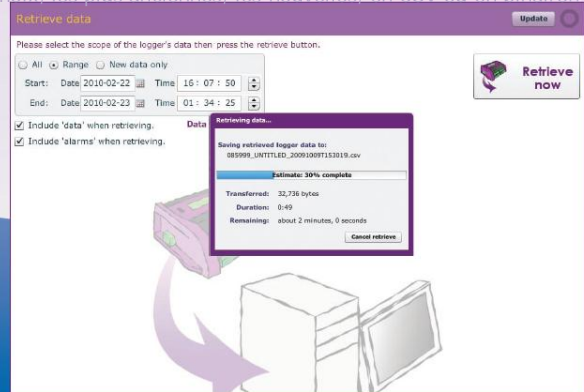 Retrieve data
Update
Please select the scope of the logger's data then press the retrieve button.
All Range New data only
Start: Date 2010-02-22 Time 16 : 07 : 50
End: Date 2010-02-23 Time 01 : 34 : 25
Include 'data' when retrieving. Data
Include 'alarms' when retrieving.
Retrieve
now
Retrieving data...
Saving retrieved logger data to:
085999_UNTITLED_20091009T153019.csv
Estimate: 30% complete
Transferred: 32,736 bytes
Duration: 0:49
Remaining: about 2 minutes, 0 seconds
Cancel retrieve